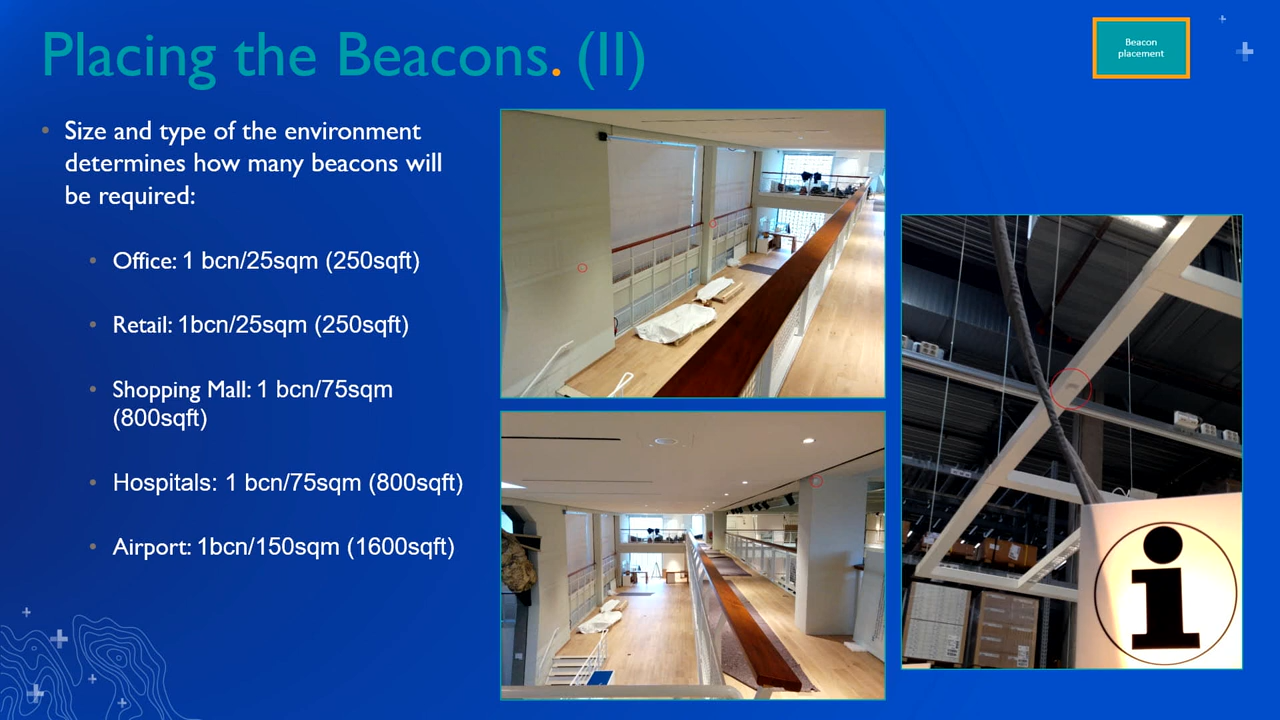 Placing the Beacons. (II)
Beacon
placement
• Size and type of the environment
determines how many beacons will
be required:
• Office: 1 bcn/25sqm (250sqft)
• Retail: 1bcn/25sqm (250sqft)
• Shopping Mall: 1 bcn/75sqm
(800sqft)
• Hospitals: 1 bcn/75sqm (800sqft)
• Airport: 1bcn/150sqm (1600sqft)
i